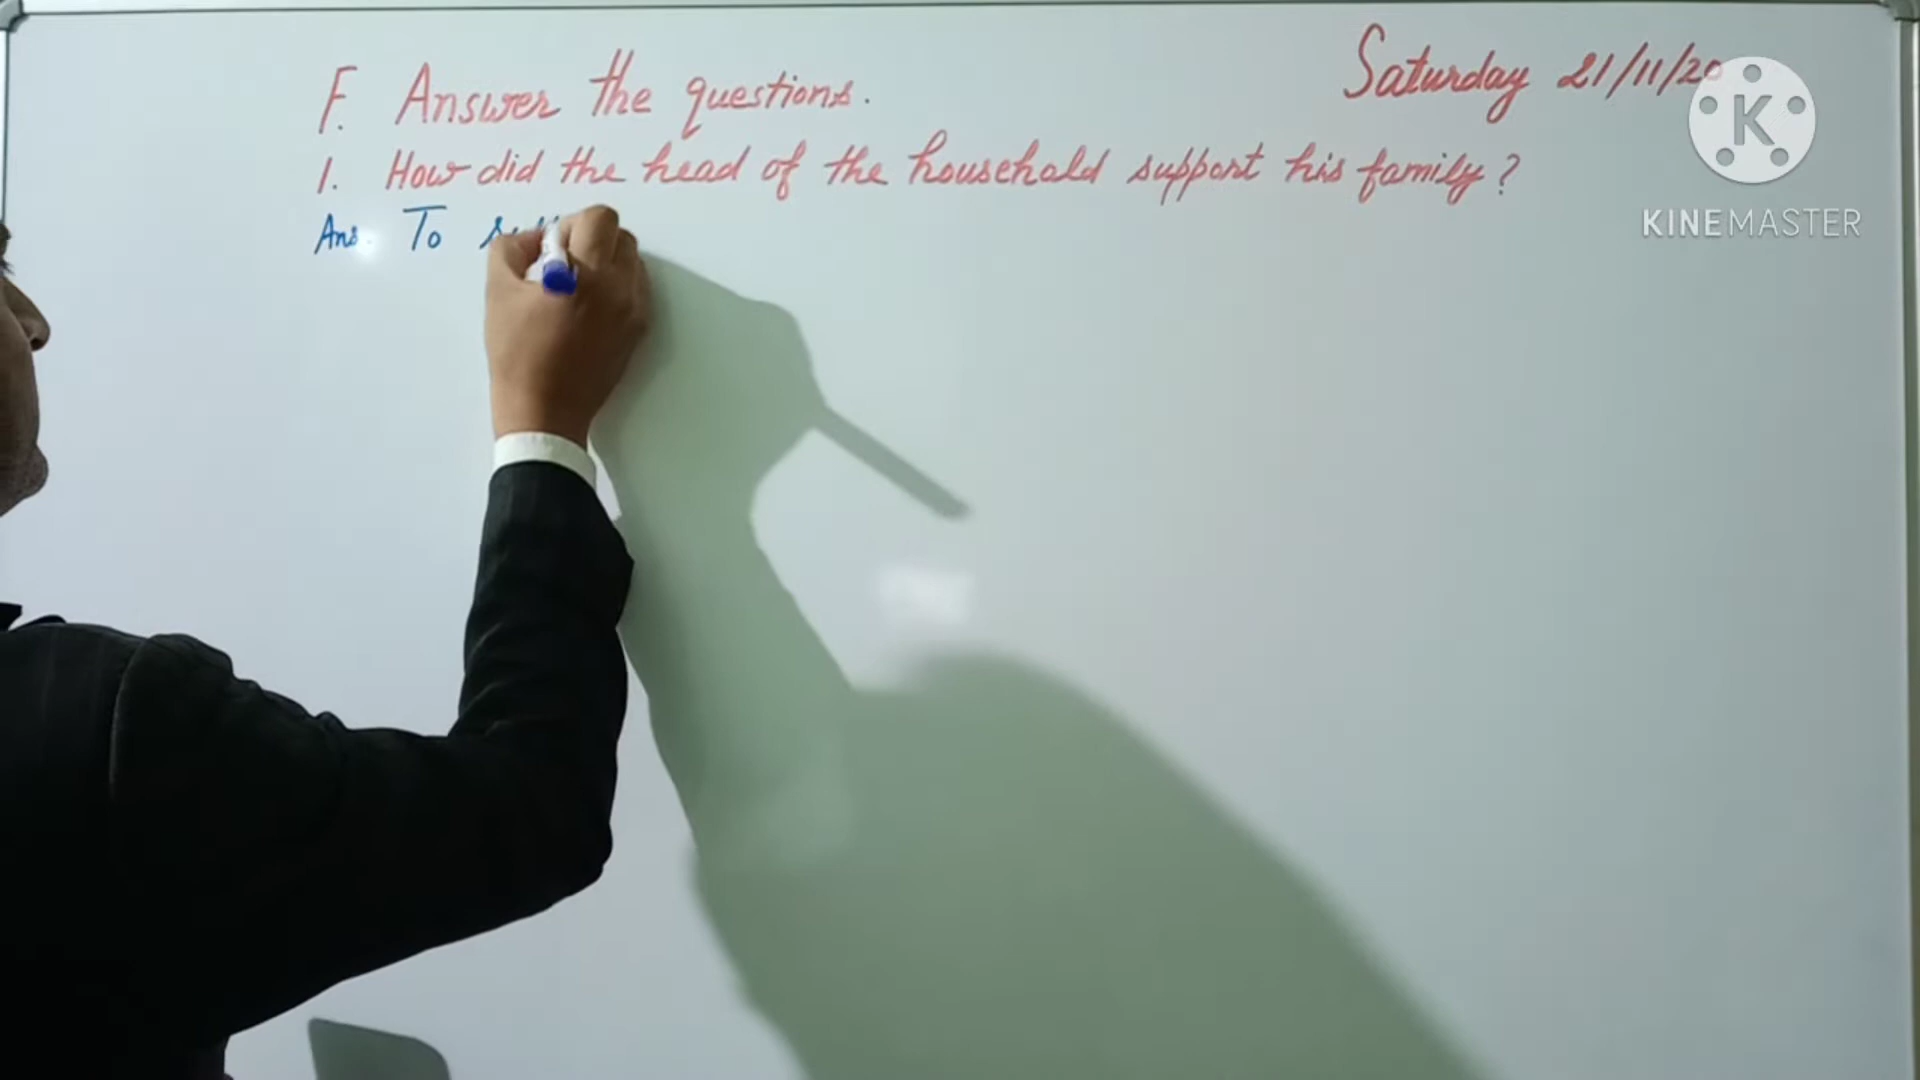 Saturday 21/11/20
F. Answer the questions.
1. How did the head of the household support his family?
Ans. To
K
KINEMASTER